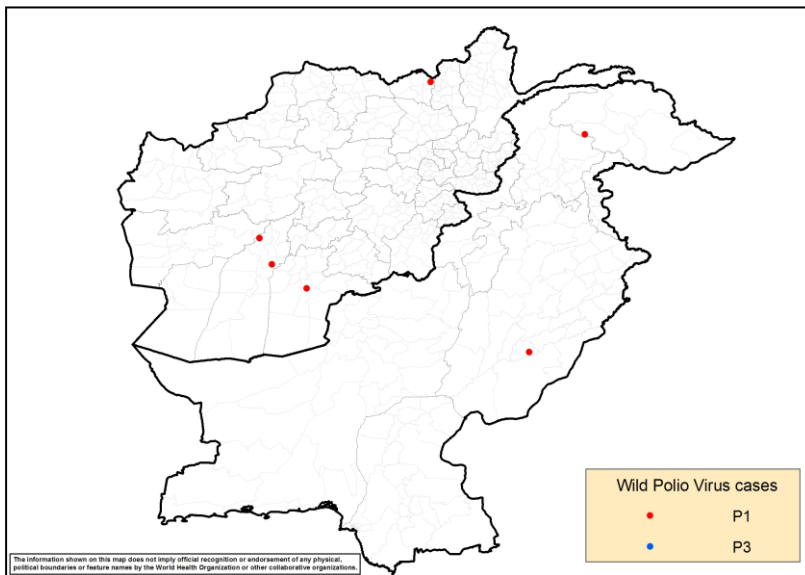 Wild Polio Virus cases
P1
P3
The information shown on this map does not imply official recognition or endorsement of any physical,
political boundaries or feature names by the World Health Organization or other collaborative organizations.